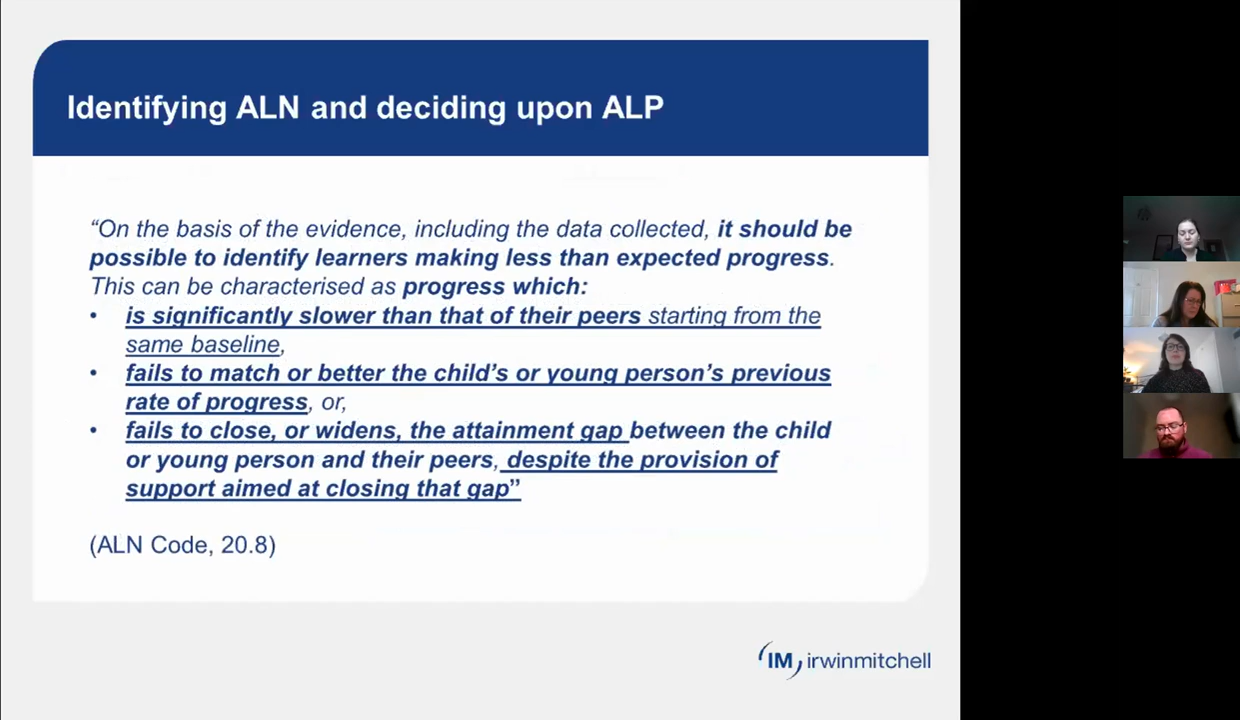 Identifying ALN and deciding upon ALP
“On the basis of the evidence, including the data collected, it should be
possible to identify learners making less than expected progress.
This can be characterised as progress which:
• is significantly slower than that of their peers starting from the
same baseline,
• fails to match or better the child’s or young person’s previous
rate of progress, or,
• fails to close, or widens, the attainment gap between the child
or young person and their peers, despite the provision of
support aimed at closing that gap”
(ALN Code, 20.8)
IM irwinmitchell